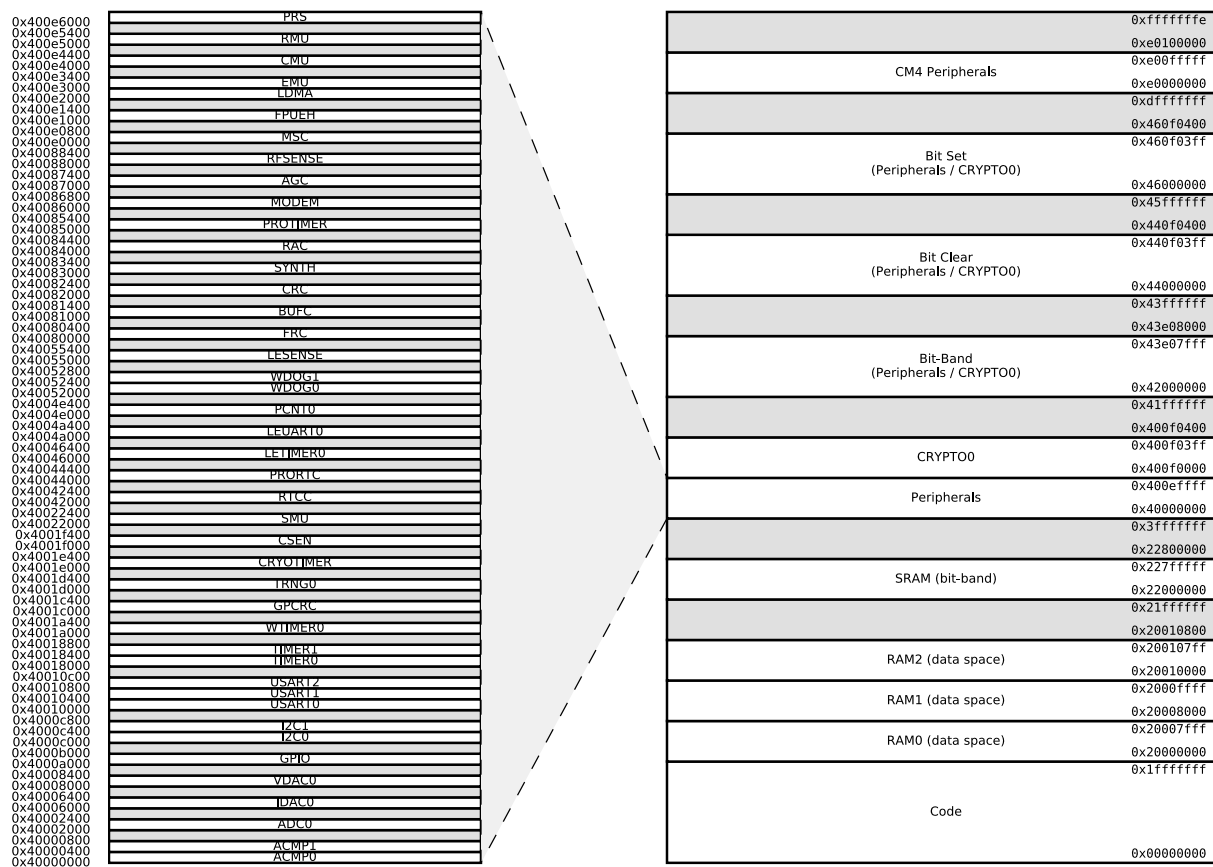 0x400e6000
0x400e5400
0x400e5000
0x400e4400
0x400e4000
0x400e3400
0x400e3000
0x400e2000
0x400e1400
0x400e1000
0x400e0800
0x400e0000
0x40088400
0x40088000
0x40087400
0x40087000
0x40086800
0x40086000
0x40085400
0x40085000
0x40084400
0x40084000
0x40083400
0x40083000
0x40082400
0x40082000
0x40081400
0x40081000
0x40080400
0x40080000
0x40055400
0x40055000
0x40052800
0x40052400
0x40052000
0x4004e400
0x4004e000
0x4004a400
0x4004a000
0x40046400
0x40046000
0x40044400
0x40044000
0x40042400
0x40042000
0x40022400
0x40022000
0x4001f400
0x4001f000
0x4001e400
0x4001e000
0x4001d400
0x4001d000
0x4001c400
0x4001c000
0x4001a400
0x4001a000
0x40018800
0x40018400
0x40018000
0x40010c00
0x40010800
0x40010400
0x40010000
0x4000c800
0x4000c400
0x4000c000
0x4000b000
0x4000a000
0x40008400
0x40008000
0x40006400
0x40006000
0x40002400
0x40002000
0x40000800
0x40000400
0x40000000
PRS
RMU
CMU
EMU
LDMA
FPUEH
MSC
RFSENSE
AGC
MODEM
PROTIMER
RAC
SYNTH
CRC
BUFC
FRC
LESENSE
WDOG1
WDOG0
PCNT0
LEUART0
LETIMER0
PRORTC
RTCC
SMU
CSEN
CRYOTIMER
TRNG0
GPCRC
WTIMER0
TIMER1
TIMER0
USART2
USART1
USART0
I2C1
I2C0
GPIO
VDAC0
IDAC0
ADC0
ACMP1
ACMP0
0xfffffffe
0xe0100000
0xe00fffff
CM4 Peripherals
0xe0000000
0xdfffffff
0x460f0400
0x460f03ff
Bit Set
(Peripherals / CRYPTO0)
0x46000000
0x45ffffff
0x440f0400
0x440f03ff
Bit Clear
(Peripherals / CRYPTO0)
0x44000000
0x43ffffff
0x43e08000
0x43e07fff
Bit-Band
(Peripherals / CRYPTO0)
0x42000000
0x41ffffff
0x400f0400
0x400f03ff
CRYPTO0
0x400f0000
0x400effff
Peripherals
0x40000000
0x3fffffff
0x22800000
0x227fffff
SRAM (bit-band)
0x22000000
0x21ffffff
0x20010800
0x200107ff
RAM2 (data space)
0x20010000
0x2000ffff
RAM1 (data space)
0x20008000
0x20007fff
RAM0 (data space)
0x20000000
0x1fffffff
Code
0x00000000